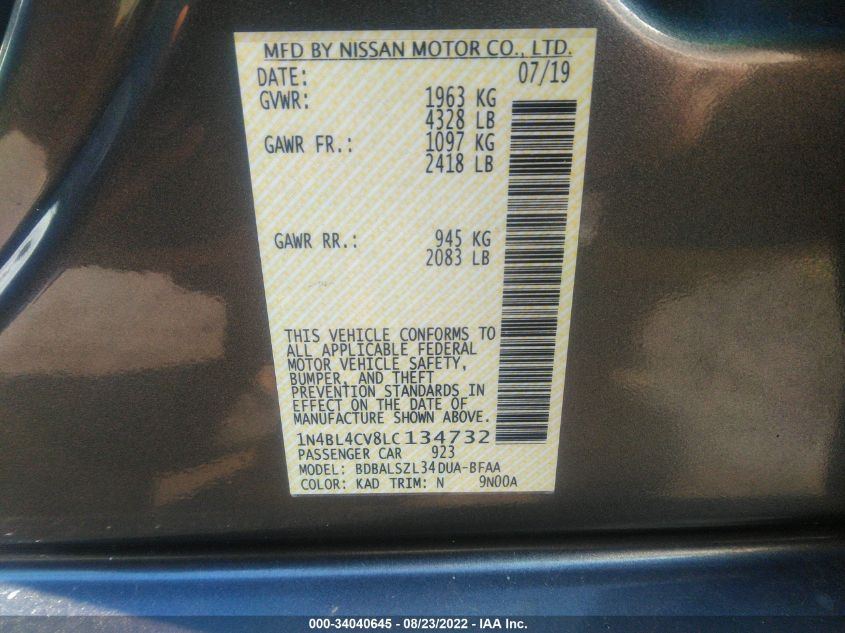 MFD BY NISSAN MOTOR CO., LTD.
DATE: 07/19
GVWR: 1963 KG
4328 LB
GAWR FR.: 1097 KG
2418 LB
GAWR RR.: 945 KG
2083 LB
THIS VEHICLE CONFORMS TO
ALL APPLICABLE FEDERAL
MOTOR VEHICLE SAFETY,
BUMPER, AND THEFT
PREVENTION STANDARDS IN
EFFECT ON THE DATE OF
MANUFACTURE SHOWN ABOVE.
1N4BL4CV8LC134732
PASSENGER CAR 923
MODEL: BDBALSZL34DUA-BFAA
COLOR: KAD TRIM: N 9N00A
000-34040645 - 08/23/2022 - IAA Inc.